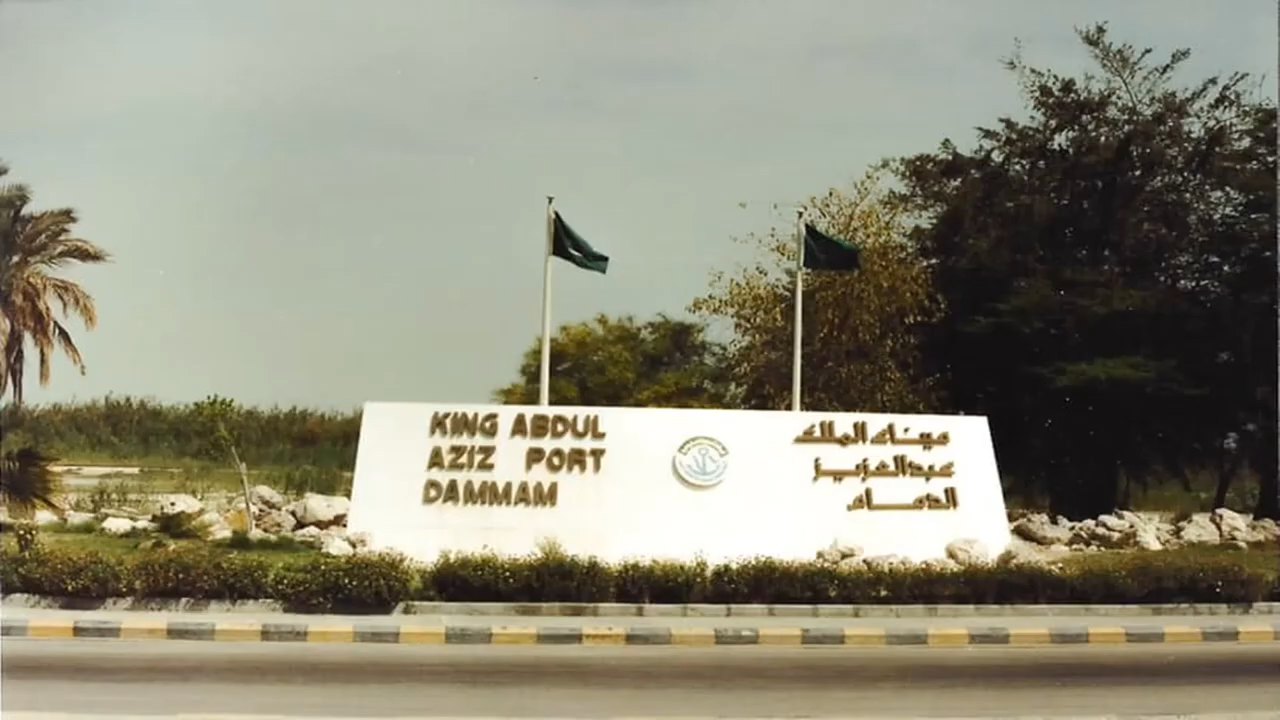 KING ABDUL
AZIZ PORT
DAMMAM
ميناء الملك
عبدالعزيز
الدمام